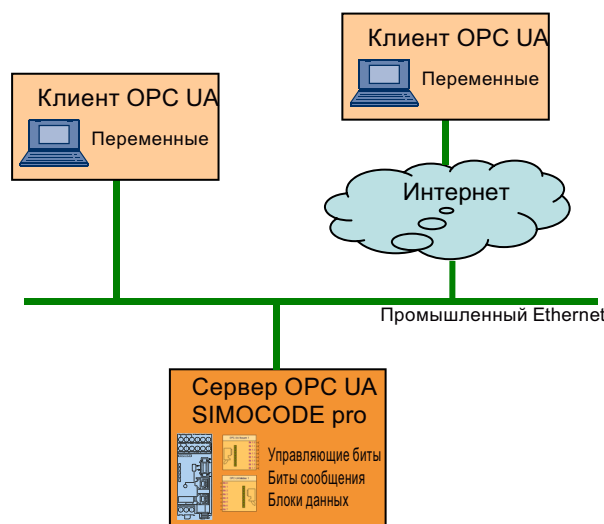 Клиент OPC UA
Переменные
Клиент OPC UA
Переменные
Интернет
Промышленный Ethernet
Сервер OPC UA
SIMOCODE pro
Управляющие биты
Биты сообщения
Блоки данных